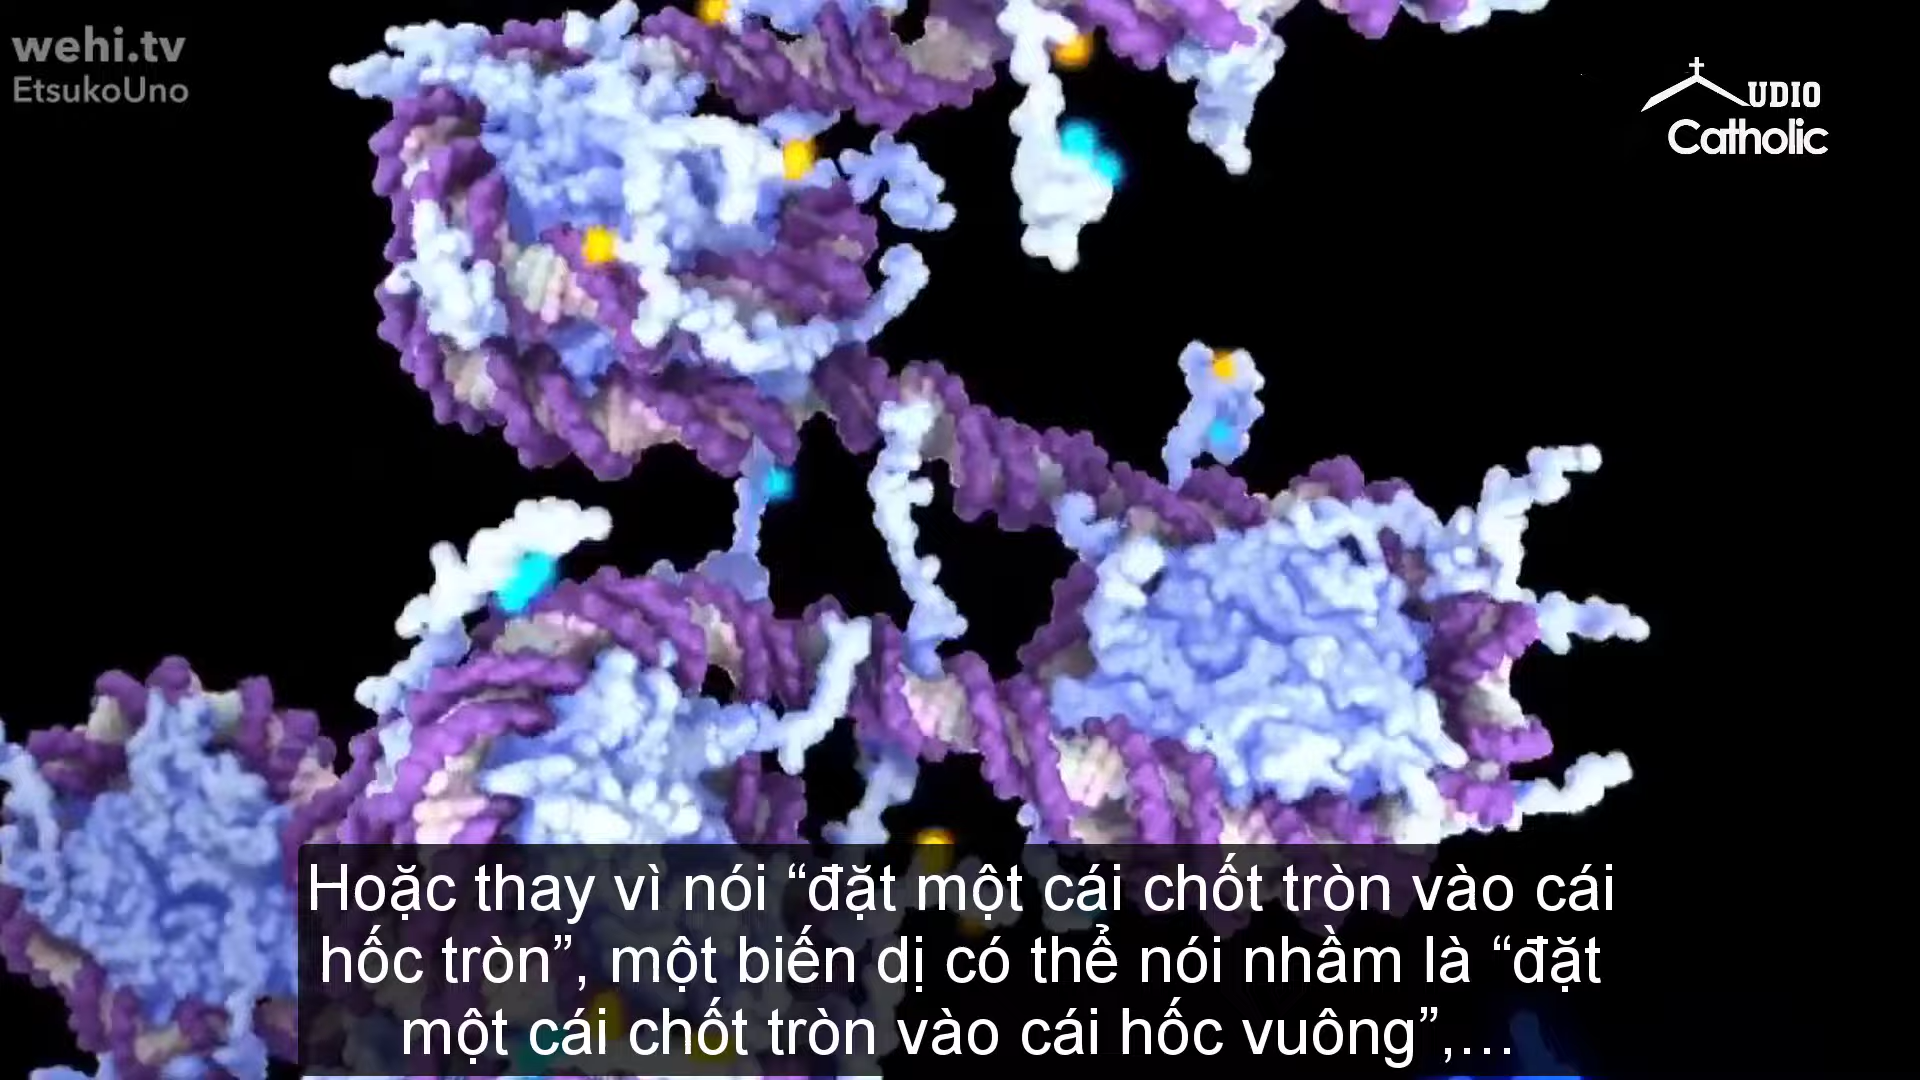 wehi.tv
EtsukoUno
UDIO
Catholic
Hoặc thay vì nói “đặt một cái chốt tròn vào cái
hốc tròn”, một biến dị có thể nói nhầm là “đặt
một cái chốt tròn vào cái hốc vuông”,...